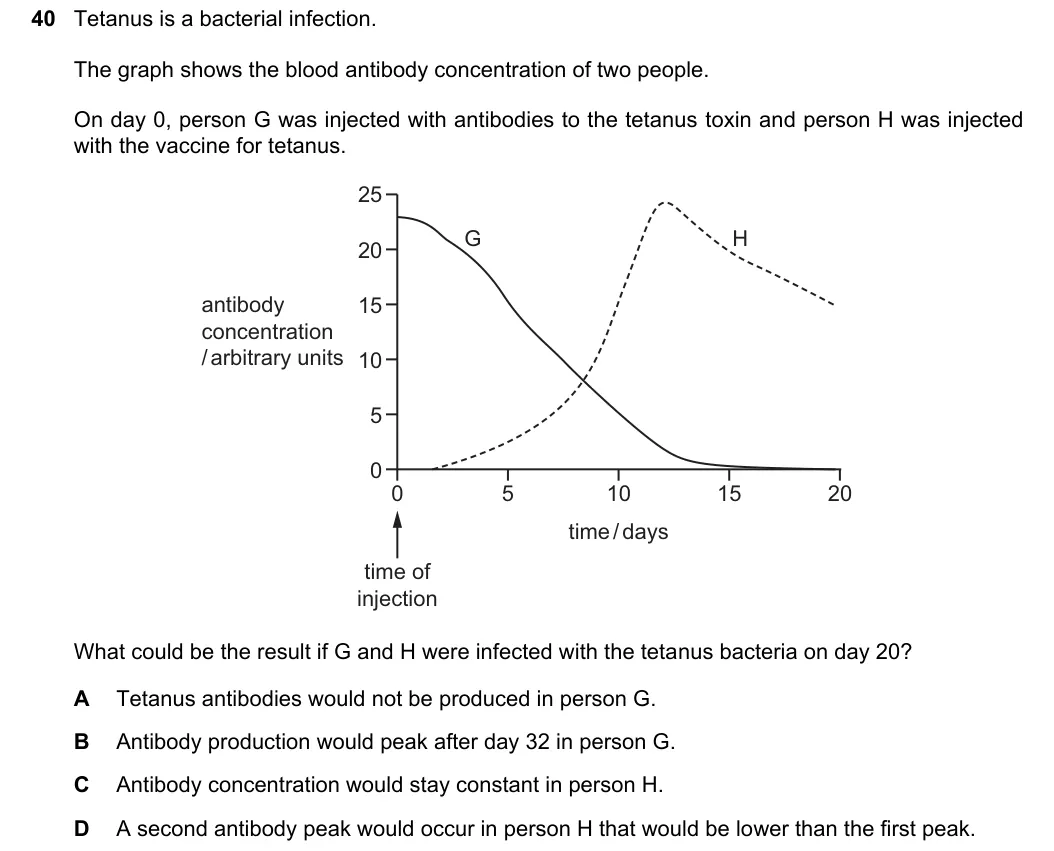 40 Tetanus is a bacterial infection.
The graph shows the blood antibody concentration of two people.
On day 0, person G was injected with antibodies to the tetanus toxin and person H was injected
with the vaccine for tetanus.
25
20
15
10
5
0
antibody
concentration
/ arbitrary units
G
H
0 5 10 15 20
time / days
time of
injection
What could be the result if G and H were infected with the tetanus bacteria on day 20?
A Tetanus antibodies would not be produced in person G.
B Antibody production would peak after day 32 in person G.
C Antibody concentration would stay constant in person H.
D A second antibody peak would occur in person H that would be lower than the first peak.